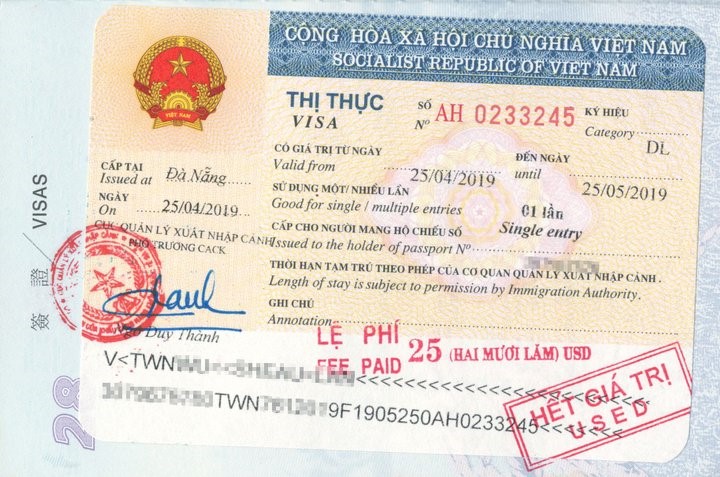 簽證 / VISAS
28
CỘNG HÒA XÃ HỘI CHỦ NGHĨA VIỆT NAM
SOCIALIST REPUBLIC OF VIET NAM
VIỆT NAM
THỊ THỰC
VISA
SỐ
Nº AH 0233245
KÝ HIỆU
Category DL
CẤP TẠI
Issued at Đà Nẵng
NGÀY
On 25/04/2019
CỤC QUẢN LÝ XUẤT NHẬP CẢNH
PHÓ TRƯỞNG CACK
Ngô Duy Thành
CÓ GIÁ TRỊ TỪ NGÀY
Valid from 25/04/2019
ĐẾN NGÀY
until 25/05/2019
SỬ DỤNG MỘT/ NHIỀU LẦN
Good for single / multiple entries
01 lần
Single entry
CẤP CHO NGƯỜI MANG HỘ CHIẾU SỐ
Issued to the holder of passport Nº
THỜI HẠN TẠM TRÚ THEO PHÉP CỦA CƠ QUAN QUẢN LÝ XUẤT NHẬP CẢNH .
Length of stay is subject to permission by Immigration Authority.
GHI CHÚ
Annotation
LỆ PHÍ
FEE PAID 25 (HAI MƯƠI LĂM) USD
V<TWN
TWN 9F1905250AH0233245<<<<<<
HẾT GIÁ TRỊ
USED